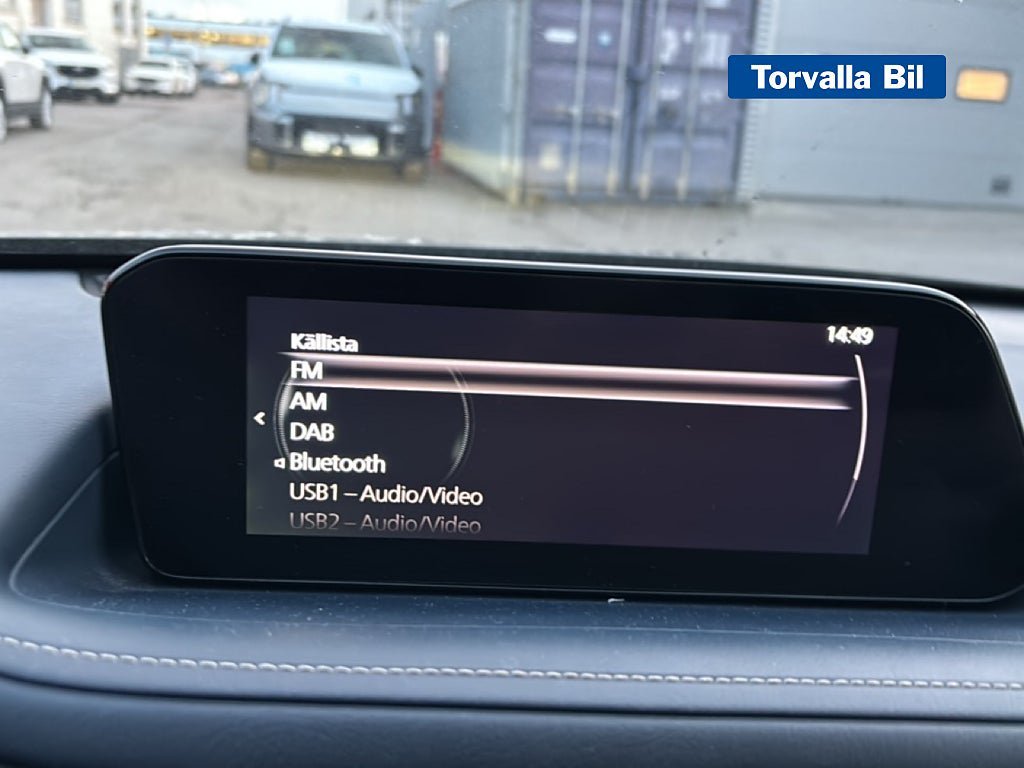 Torvalla Bil
14:49
Källista
FM
AM
DAB
Bluetooth
USB1 – Audio/Video
USB2 – Audio/Video